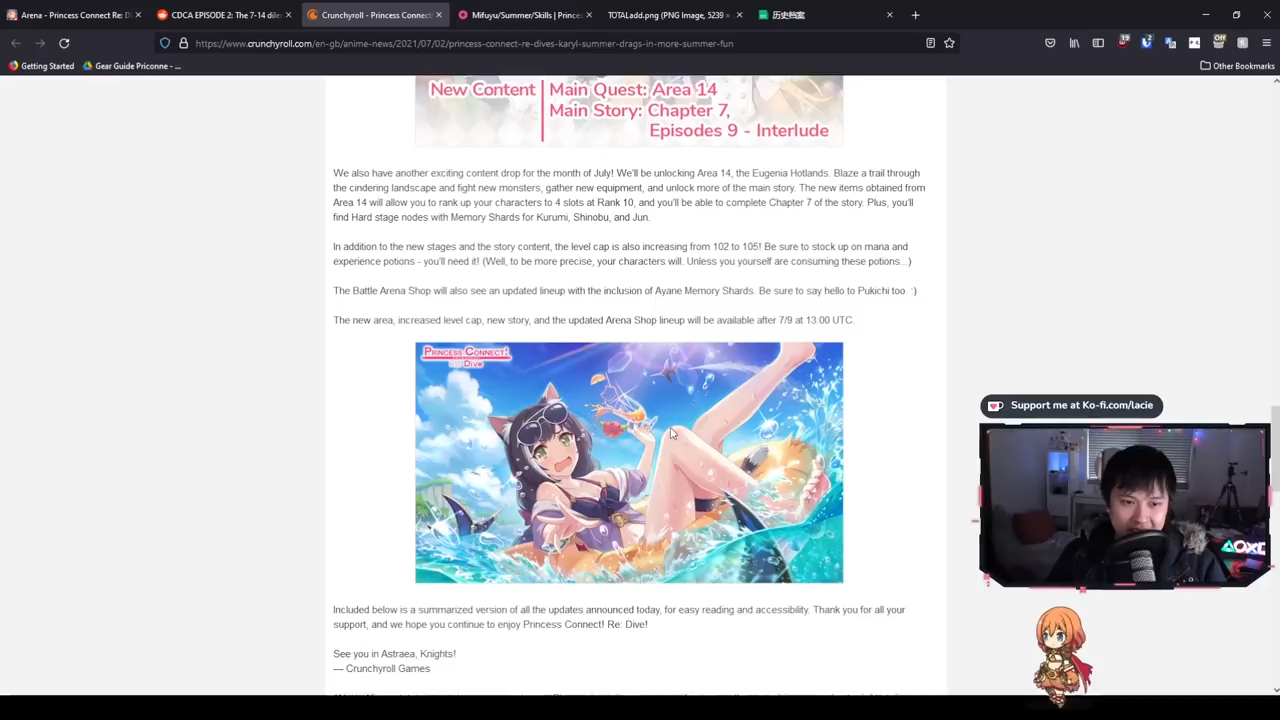 Arena - Princess Connect Re: D
CDCA EPISODE 2: The 7-14 dile
Crunchyroll - Princess Connect!
Mifuyu/Summer/Skills | Princes
TOTALadd.png (PNG Image, 5239
历史档案
https://www.crunchyroll.com/en-gb/anime-news/2021/07/02/princess-connect-re-dives-karyl-summer-drags-in-more-summer-fun
19
2
Off
Getting Started
Gear Guide Priconne - ...
Other Bookmarks
New Content
Main Quest: Area 14
Main Story: Chapter 7,
Episodes 9 - Interlude
We also have another exciting content drop for the month of July! We'll be unlocking Area 14, the Eugenia Hotlands. Blaze a trail through
the cindering landscape and fight new monsters, gather new equipment, and unlock more of the main story. The new items obtained from
Area 14 will allow you to rank up your characters to 4 slots at Rank 10, and you'll be able to complete Chapter 7 of the story. Plus, you'll
find Hard stage nodes with Memory Shards for Kurumi, Shinobu, and Jun.
In addition to the new stages and the story content, the level cap is also increasing from 102 to 105! Be sure to stock up on mana and
experience potions - you'll need it! (Well, to be more precise, your characters will. Unless you yourself are consuming these potions...)
The Battle Arena Shop will also see an updated lineup with the inclusion of Ayane Memory Shards. Be sure to say hello to Pukichi too. :)
The new area, increased level cap, new story, and the updated Arena Shop lineup will be available after 7/9 at 13:00 UTC.
Princess Connect!
Dive
Support me at Ko-fi.com/lacie
Included below is a summarized version of all the updates announced today, for easy reading and accessibility. Thank you for all your
support, and we hope you continue to enjoy Princess Connect! Re: Dive!
See you in Astraea, Knights!
— Crunchyroll Games